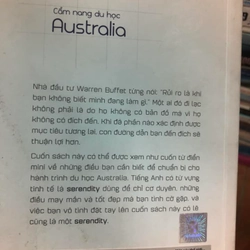 Cẩm nang du học
Australia
Nhà đầu tư Warren Buffet từng nói: "Rủi ro là khi
bạn không biết mình đang làm gì." Một ai đó đi lạc
không phải là do họ không có bản đồ mà vì họ
không có đích đến. Khi đã phần nào xác định được
mục tiêu tương lai, con đường dẫn bạn đến đích sẽ
thuận lợi hơn.
Cuốn sách này có thể được xem như cuốn từ điển
mini về những điều bạn cần biết để chuẩn bị cho
hành trình du học Australia. Tiếng Anh có từ vựng
tinh tế là serendity dùng để chỉ cơ duyên, những
điều may mắn và tốt đẹp mà bạn tình cờ gặp, và
việc bạn vô tình đặt tay lên cuốn sách này có lẽ
cũng là một serendity.